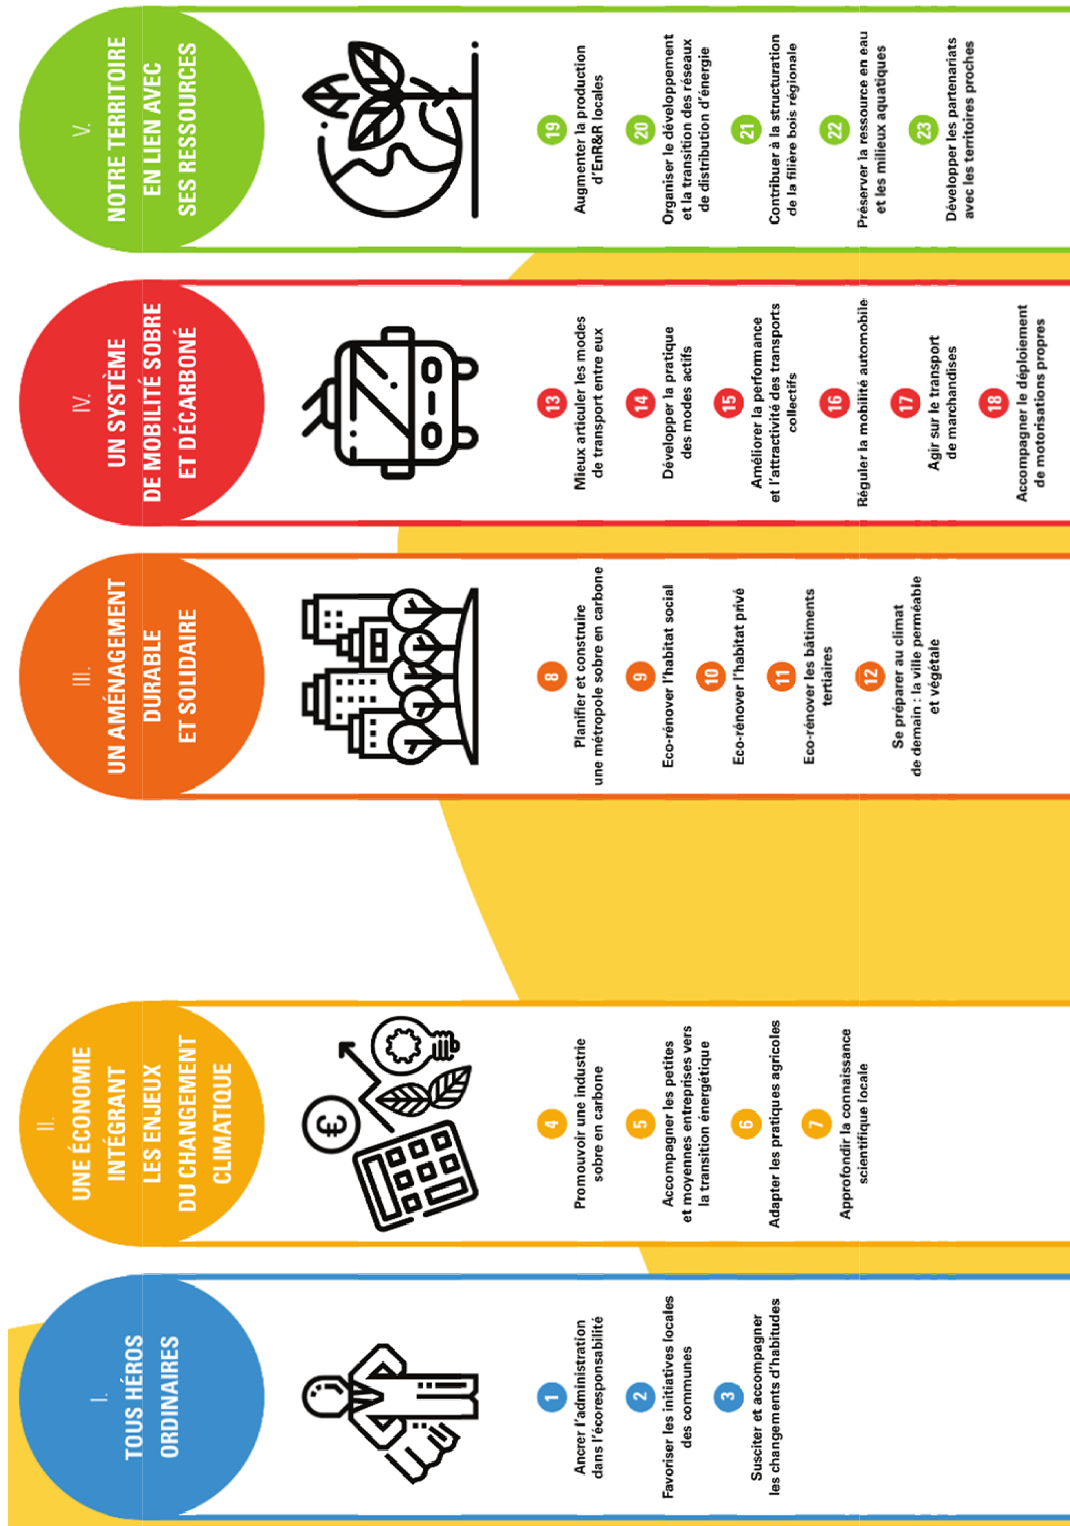 I.
TOUS HÉROS
ORDINAIRES
1
Ancrer l'administration
dans l'écoresponsabilité
2
Favoriser les initiatives locales
des communes
3
Susciter et accompagner
les changements d'habitudes
II.
UNE ÉCONOMIE
INTÉGRANT
LES ENJEUX
DU CHANGEMENT
CLIMATIQUE
€
4
Promouvoir une industrie
sobre en carbone
5
Accompagner les petites
et moyennes entreprises vers
la transition énergétique
6
Adapter les pratiques agricoles
7
Approfondir la connaissance
scientifique locale
III.
UN AMÉNAGEMENT
DURABLE
ET SOLIDAIRE
8
Planifier et construire
une métropole sobre en carbone
9
Eco-rénover l'habitat social
10
Eco-rénover l'habitat privé
11
Eco-rénover les bâtiments
tertiaires
12
Se préparer au climat
de demain : la ville perméable
et végétale
IV.
UN SYSTÈME
DE MOBILITÉ SOBRE
ET DÉCARBONÉ
13
Mieux articuler les modes
de transport entre eux
14
Développer la pratique
des modes actifs
15
Améliorer la performance
et l'attractivité des transports
collectifs
16
Réguler la mobilité automobile
17
Agir sur le transport
de marchandises
18
Accompagner le déploiement
de motorisations propres
V.
NOTRE TERRITOIRE
EN LIEN AVEC
SES RESSOURCES
19
Augmenter la production
d'EnR&R locales
20
Organiser le développement
et la transition des réseaux
de distribution d'énergie
21
Contribuer à la structuration
de la filière bois régionale
22
Préserver la ressource en eau
et les milieux aquatiques
23
Développer les partenariats
avec les territoires proches